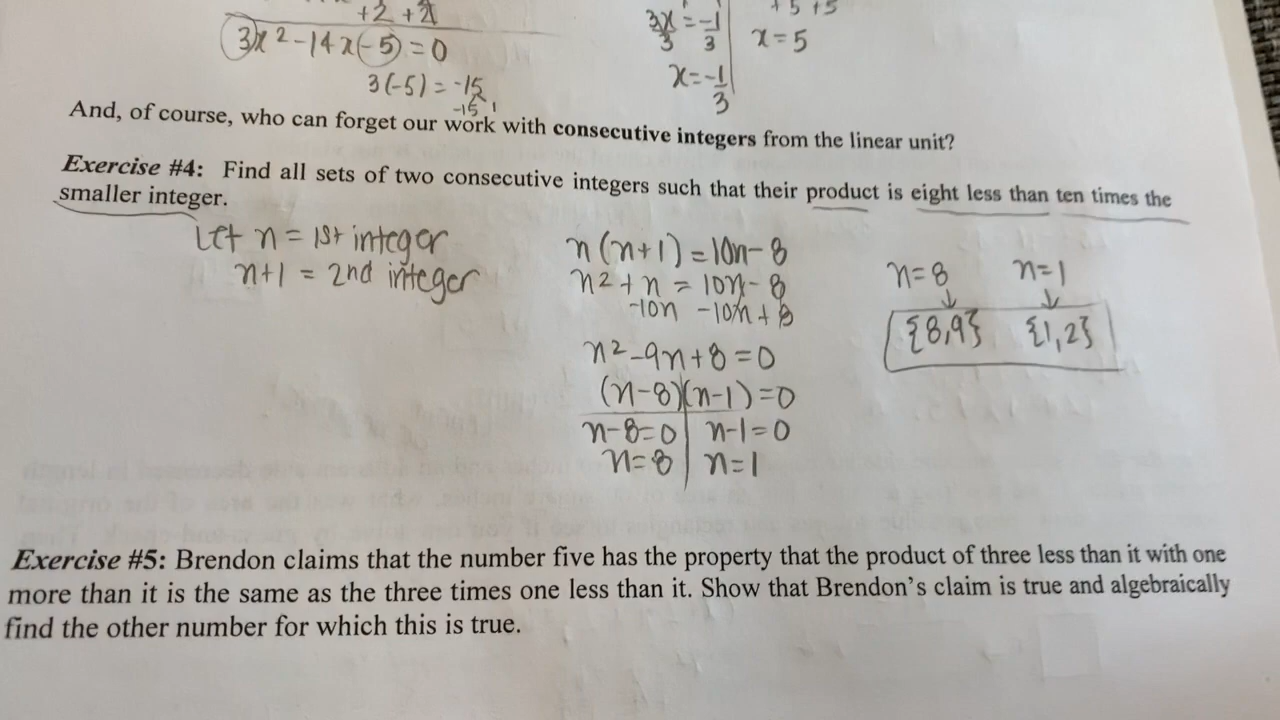 +2 +2
3x² - 14x - 5 = 0
3(-5) = -15
-15 1
3x = -1
3 3
x = -1/3
+5 +5
x = 5
And, of course, who can forget our work with consecutive integers from the linear unit?
Exercise #4: Find all sets of two consecutive integers such that their product is eight less than ten times the
smaller integer.
Let n = 1st integer
n+1 = 2nd integer
n(n+1) = 10n - 8
n² + n = 10n - 8
-10n -10n + 8
n² - 9n + 8 = 0
(n-8)(n-1) = 0
n-8=0 n-1=0
n=8 n=1
n=8 n=1
{8,9} {1,2}
Exercise #5: Brendon claims that the number five has the property that the product of three less than it with one
more than it is the same as the three times one less than it. Show that Brendon's claim is true and algebraically
find the other number for which this is true.